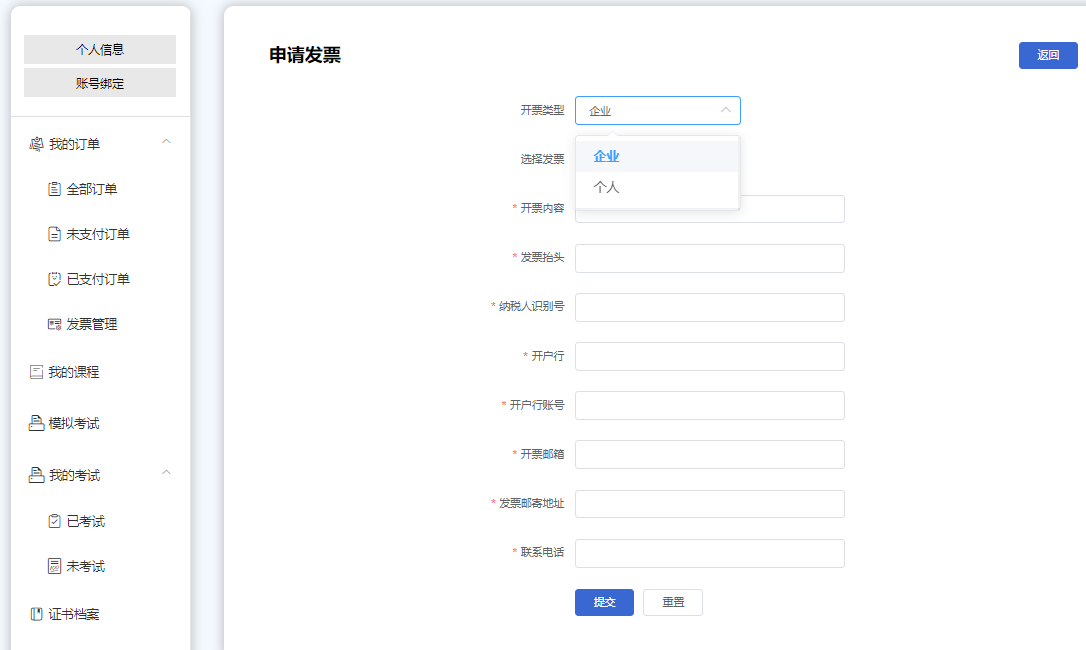 个人信息
账号绑定
我的订单
全部订单
未支付订单
已支付订单
发票管理
我的课程
模拟考试
我的考试
已考试
未考试
证书档案
申请发票
返回
开票类型
企业
选择发票
企业
个人
* 开票内容
* 发票抬头
* 纳税人识别号
* 开户行
* 开户行账号
* 开票邮箱
* 发票邮寄地址
* 联系电话
提交
重置